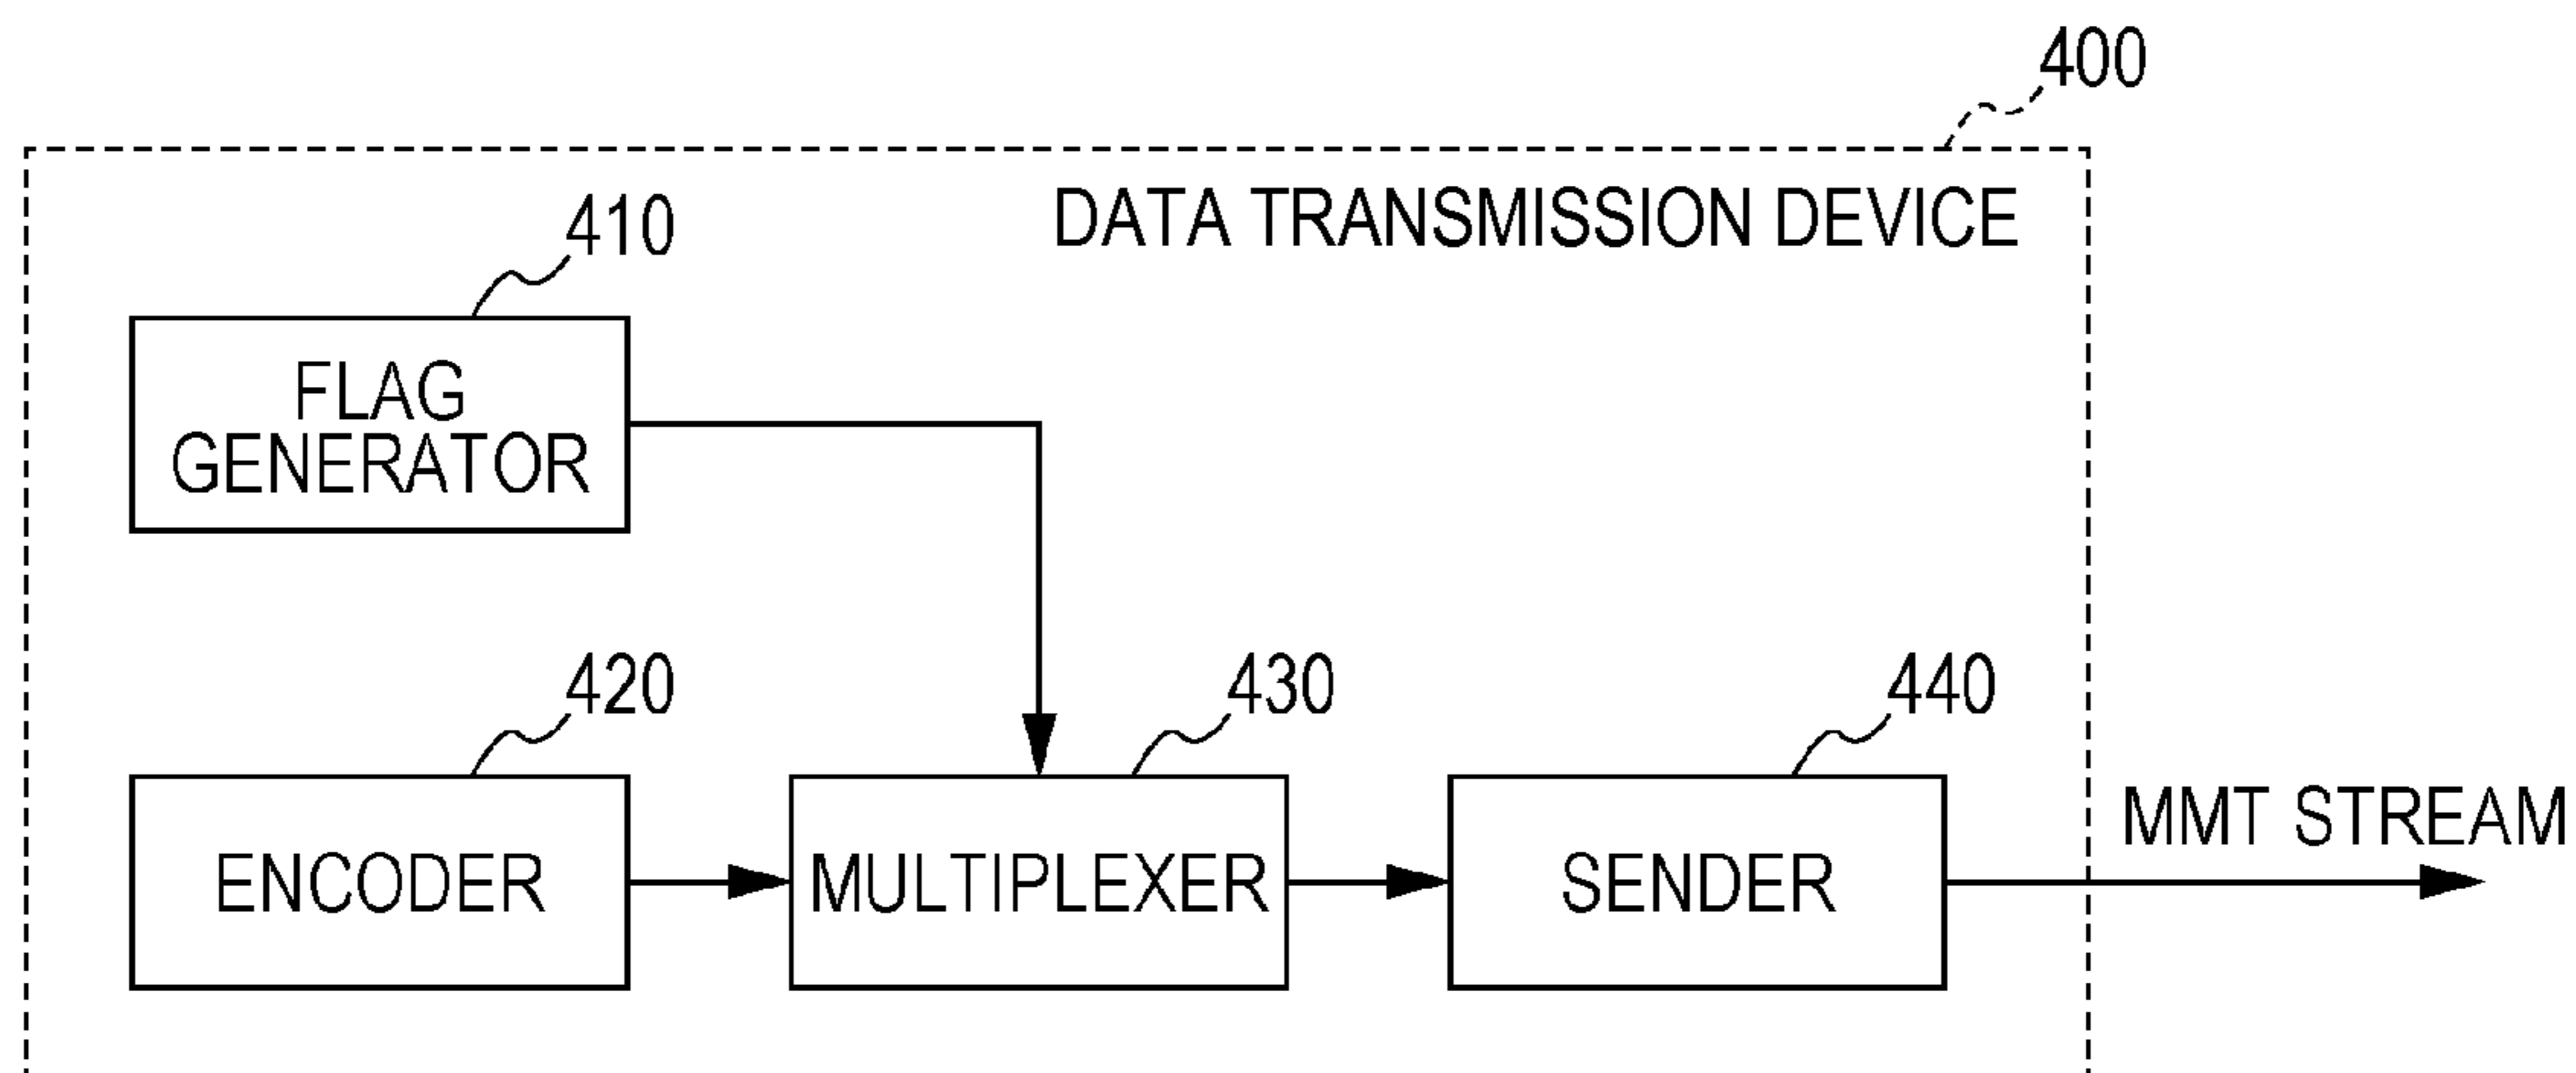 400
DATA TRANSMISSION DEVICE
410
FLAG
GENERATOR
420
430
440
ENCODER
MULTIPLEXER
SENDER
MMT STREAM